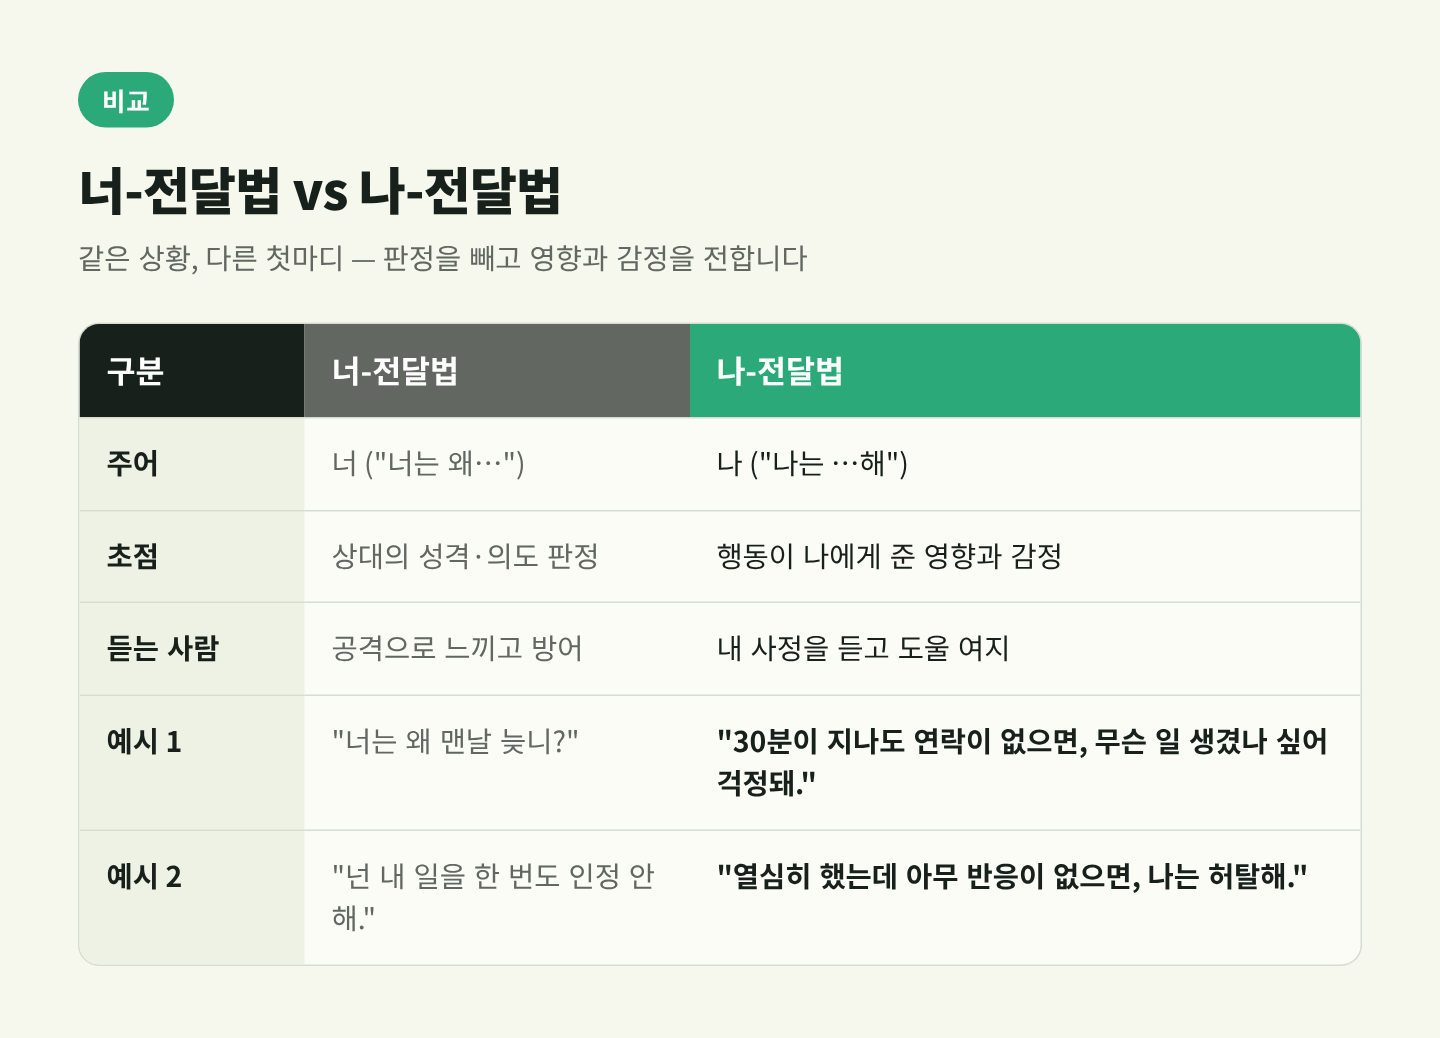 비교
너-전달법 vs 나-전달법
같은 상황, 다른 첫마디 — 판정을 빼고 영향과 감정을 전합니다
구분 너-전달법 나-전달법
주어 너 ("너는 왜…") 나 ("나는 …해")
초점 상대의 성격·의도 판정 행동이 나에게 준 영향과 감정
듣는 사람 공격으로 느끼고 방어 내 사정을 듣고 도울 여지
예시 1 "너는 왜 맨날 늦니?" "30분이 지나도 연락이 없으면, 무슨 일 생겼나 싶어
걱정돼."
예시 2 "넌 내 일을 한 번도 인정 안 "열심히 했는데 아무 반응이 없으면, 나는 허탈해."
해."